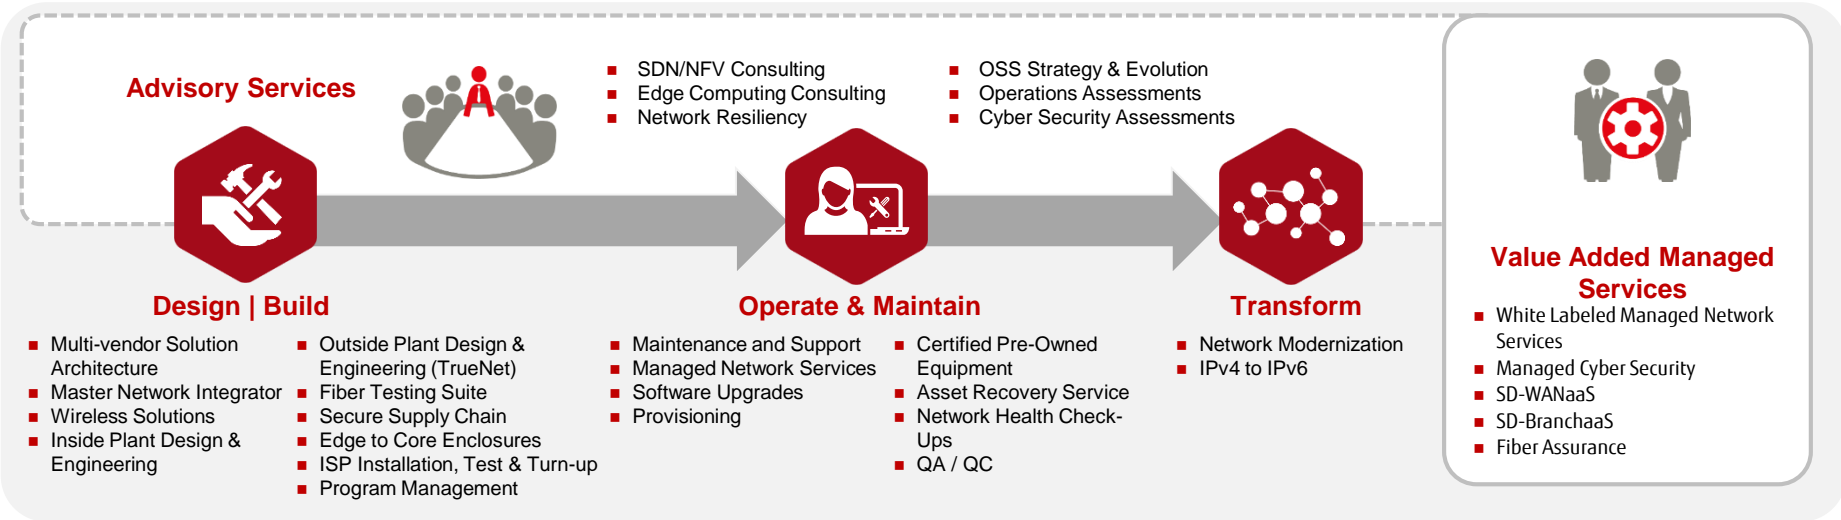 Advisory Services
SDN/NFV Consulting
Edge Computing Consulting
Network Resiliency
OSS Strategy & Evolution
Operations Assessments
Cyber Security Assessments
Design | Build
Multi-vendor Solution
Architecture
Master Network Integrator
Wireless Solutions
Inside Plant Design &
Engineering
Outside Plant Design &
Engineering (TrueNet)
Fiber Testing Suite
Secure Supply Chain
Edge to Core Enclosures
ISP Installation, Test & Turn-up
Program Management
Operate & Maintain
Maintenance and Support
Managed Network Services
Software Upgrades
Provisioning
Certified Pre-Owned
Equipment
Asset Recovery Service
Network Health Check-
Ups
QA / QC
Transform
Network Modernization
IPv4 to IPv6
Value Added Managed
Services
White Labeled Managed Network
Services
Managed Cyber Security
SD-WANaaS
SD-BranchaaS
Fiber Assurance